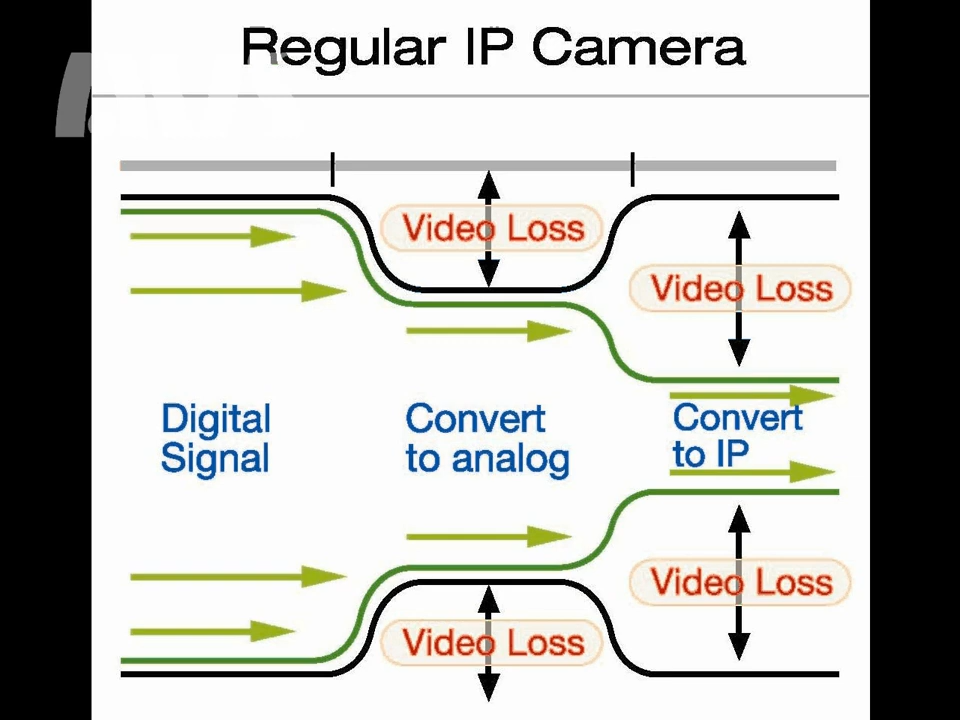 Regular IP Camera
Video Loss
Video Loss
Digital
Signal
Convert
to analog
Convert
to IP
Video Loss
Video Loss